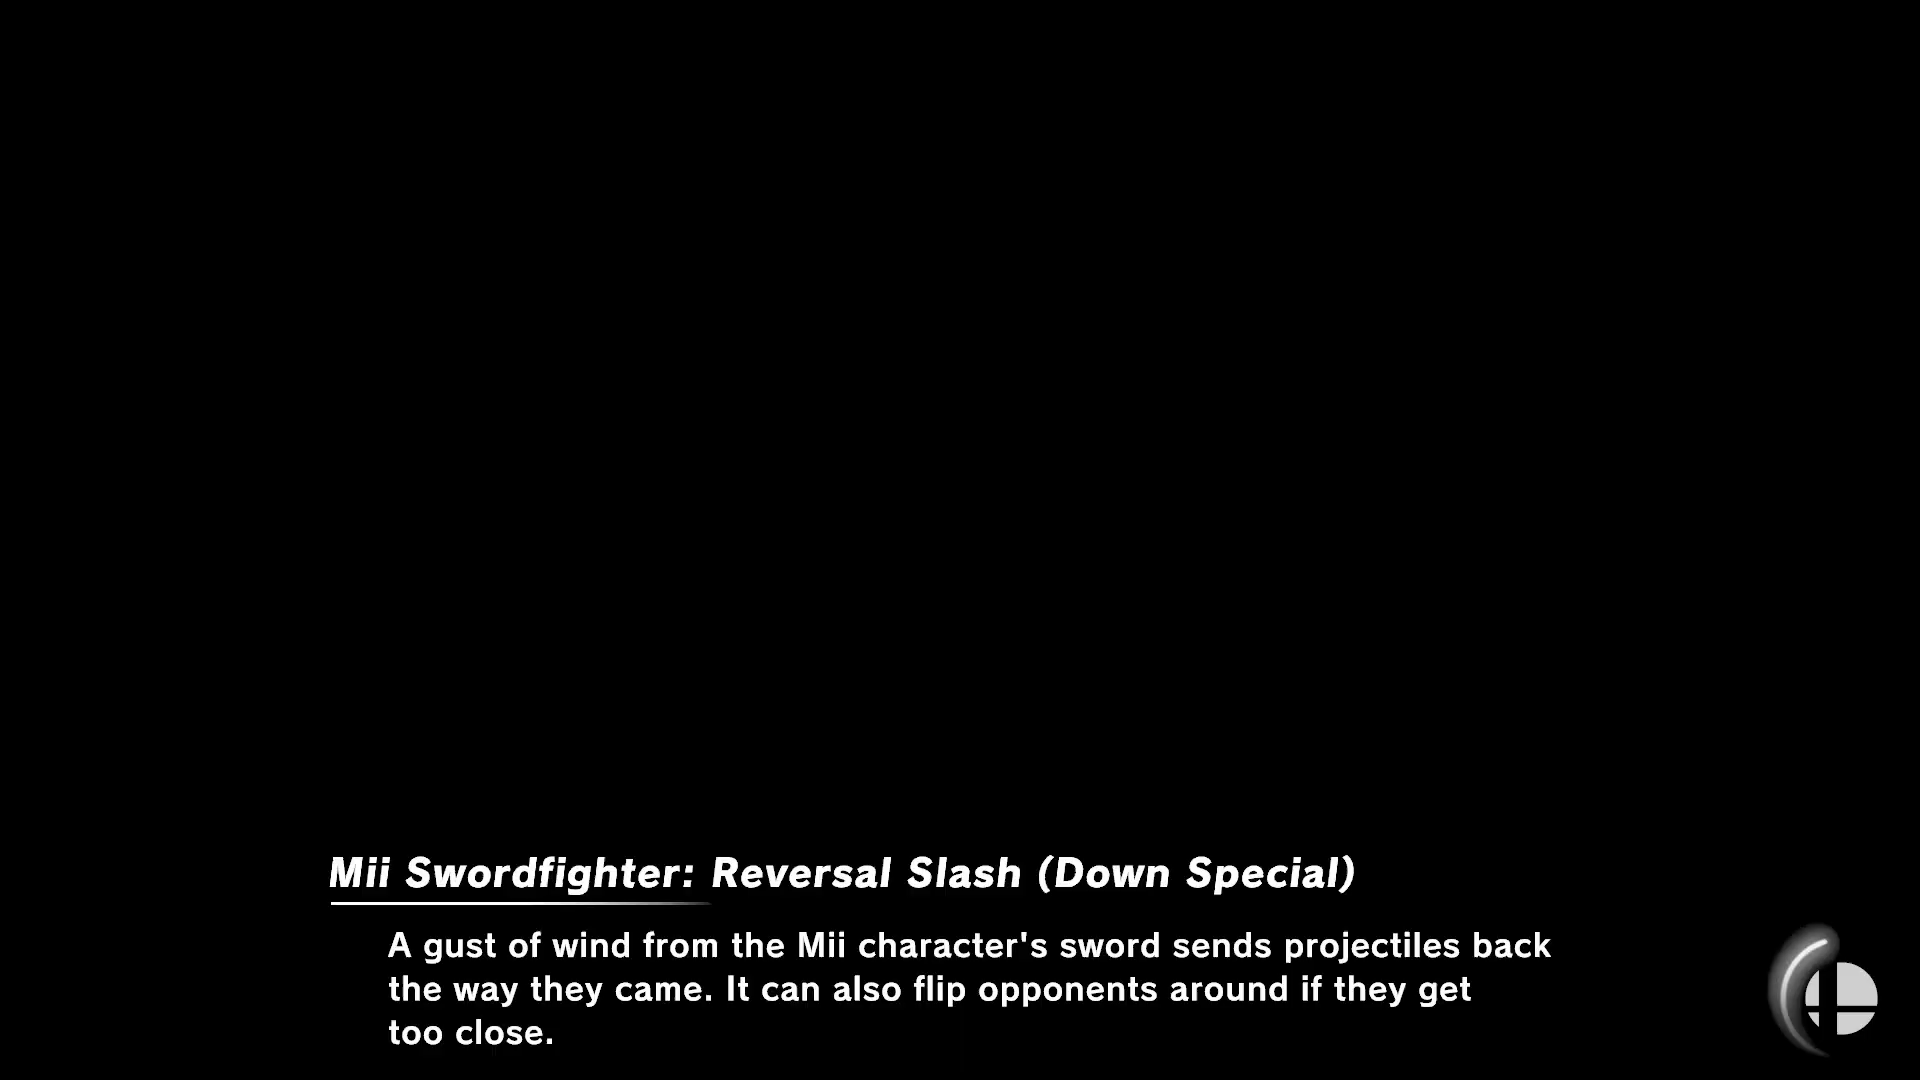 Mii Swordfighter: Reversal Slash (Down Special)
A gust of wind from the Mii character's sword sends projectiles back
the way they came. It can also flip opponents around if they get
too close.